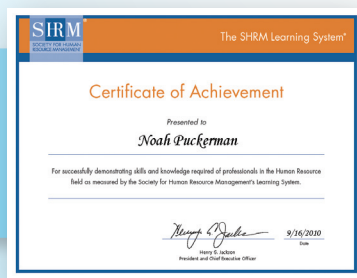 SHRM®
SOCIETY FOR HUMAN
RESOURCE MANAGEMENT
The SHRM Learning System®
Certificate of Achievement
Presented to
Noah Puckerman
For successfully demonstrating skills and knowledge required of professionals in the Human Resource
field as measured by the Society for Human Resource Management's Learning System.
9/16/2010
Date
Henry G. Jackson
President and Chief Executive Officer